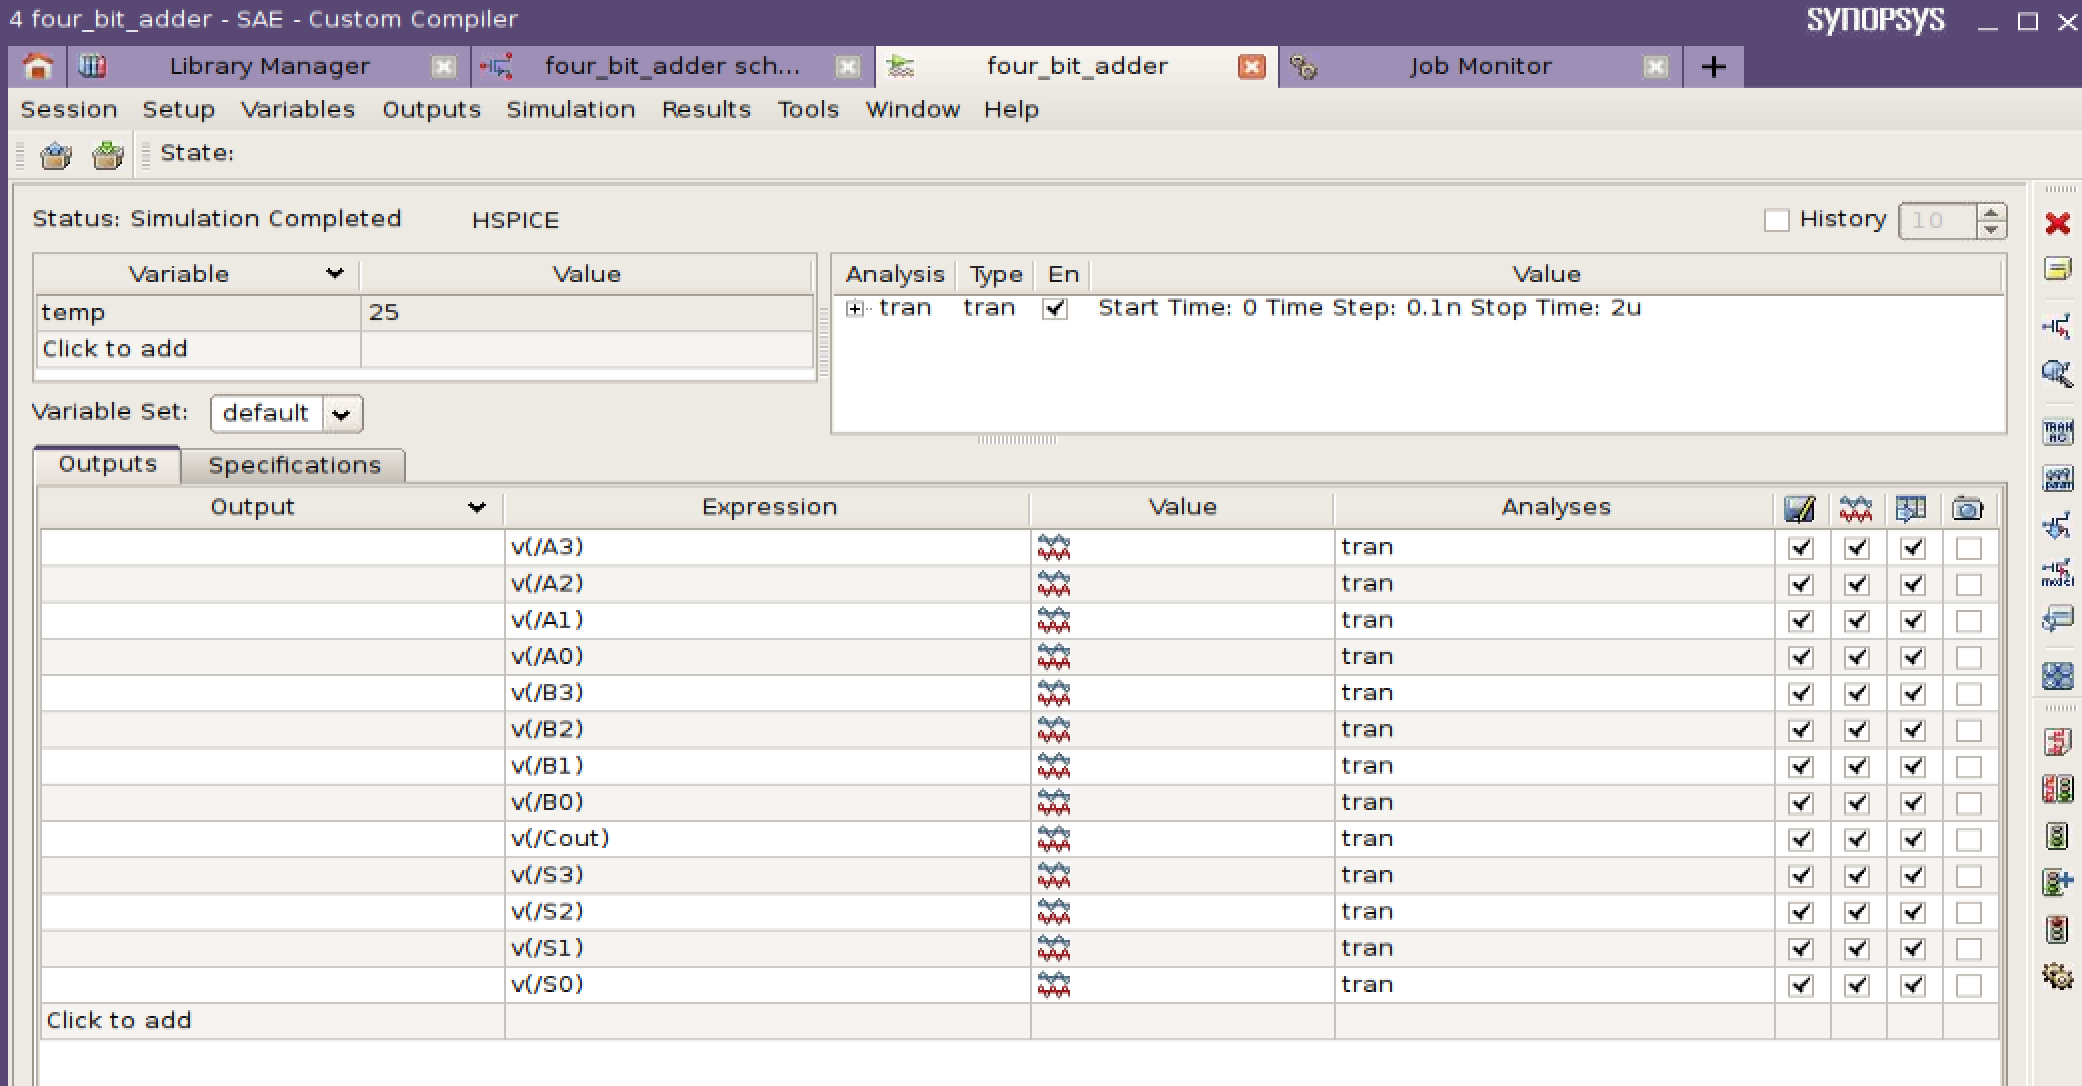 4 four_bit_adder - SAE - Custom Compiler SYNOPSYS
Library Manager four_bit_adder sch... four_bit_adder Job Monitor +
Session Setup Variables Outputs Simulation Results Tools Window Help
State:
Status: Simulation Completed HSPICE History 10
Variable Value Analysis Type En Value
temp 25 tran tran Start Time: 0 Time Step: 0.1n Stop Time: 2u
Click to add
Variable Set: default
Outputs Specifications
Output Expression Value Analyses
v(/A3) tran
v(/A2) tran
v(/A1) tran
v(/A0) tran
v(/B3) tran
v(/B2) tran
v(/B1) tran
v(/B0) tran
v(/Cout) tran
v(/S3) tran
v(/S2) tran
v(/S1) tran
v(/S0) tran
Click to add
TRAN
AC
param
model